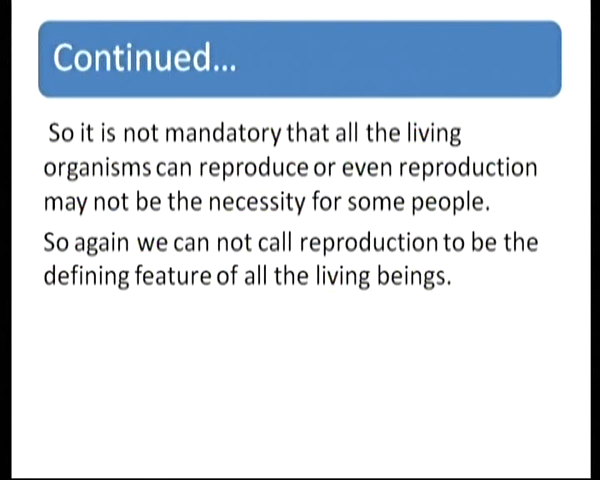 Continued...
So it is not mandatory that all the living
organisms can reproduce or even reproduction
may not be the necessity for some people.
So again we can not call reproduction to be the
defining feature of all the living beings.